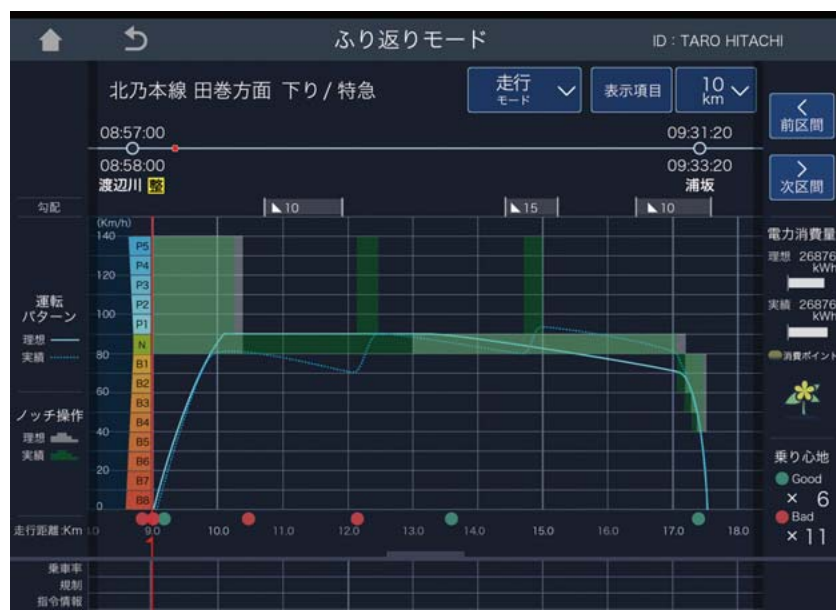 ふり返りモード
ID : TARO HITACHI
北乃本線 田巻方面 下り / 特急
走行
モード
表示項目
10
km
前区間
08:57:00
09:31:20
08:58:00
09:33:20
渡辺川 整
浦坂
次区間
勾配
10
15
10
(Km/h)
140
120
100
80
60
40
20
0
P5
P4
P3
P2
P1
N
B1
B2
B3
B4
B5
B6
B7
B8
運転
パターン
理想
実績
ノッチ操作
理想
実績
電力消費量
理想 26876
kWh
実績 26876
kWh
消費ポイント
乗り心地
Good
× 6
Bad
× 11
走行距離:Km
9.0 10.0 11.0 12.0 13.0 14.0 15.0 16.0 17.0 18.0
乗車率
規制
指令情報